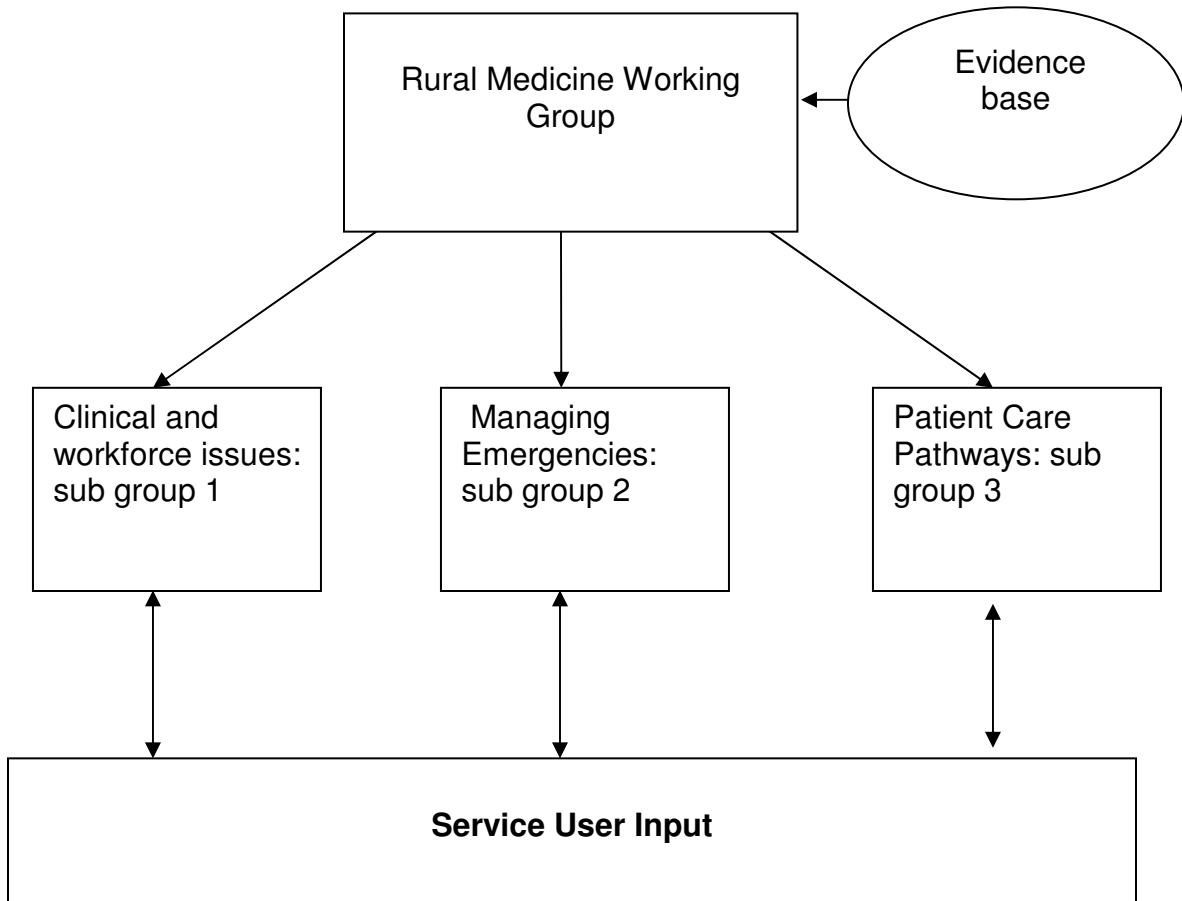 Rural Medicine Working
Group
Evidence
base
Clinical and
workforce issues:
sub group 1
Managing
Emergencies:
sub group 2
Patient Care
Pathways: sub
group 3
Service User Input